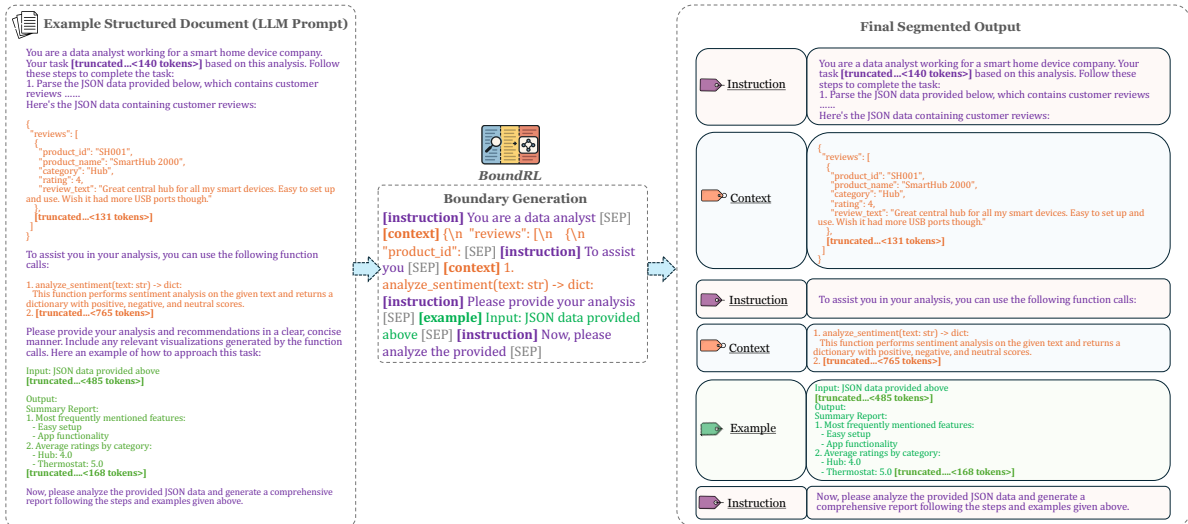 Example Structured Document (LLM Prompt)
You are a data analyst working for a smart home device company.
Your task [truncated...<140 tokens>] based on this analysis. Follow
these steps to complete the task:
1. Parse the JSON data provided below, which contains customer
reviews ......
Here's the JSON data containing customer reviews:
{
"reviews": [
{
"product_id": "SH001",
"product_name": "SmartHub 2000",
"category": "Hub",
"rating": 4,
"review_text": "Great central hub for all my smart devices. Easy to set up
and use. Wish it had more USB ports though."
},
[truncated...<131 tokens>]
]
}
To assist you in your analysis, you can use the following function
calls:
1. analyze_sentiment(text: str) -> dict:
This function performs sentiment analysis on the given text and returns a
dictionary with positive, negative, and neutral scores.
2. [truncated...<765 tokens>]
Please provide your analysis and recommendations in a clear, concise
manner. Include any relevant visualizations generated by the function
calls. Here an example of how to approach this task:
Input: JSON data provided above
[truncated...<485 tokens>]
Output:
Summary Report:
1. Most frequently mentioned features:
- Easy setup
- App functionality
2. Average ratings by category:
- Hub: 4.0
- Thermostat: 5.0
[truncated....<168 tokens>]
Now, please analyze the provided JSON data and generate a comprehensive
report following the steps and examples given above.
BoundRL
Boundary Generation
[instruction] You are a data analyst [SEP]
[context] {\n "reviews": [\n {\n
"product_id": [SEP] [instruction] To assist
you [SEP] [context] 1.
analyze_sentiment(text: str) -> dict:
[instruction] Please provide your analysis
[SEP] [example] Input: JSON data provided
above [SEP] [instruction] Now, please
analyze the provided [SEP]
Final Segmented Output
Instruction
You are a data analyst working for a smart home device company. Your
task [truncated...<140 tokens>] based on this analysis. Follow these
steps to complete the task:
1. Parse the JSON data provided below, which contains customer reviews
......
Here's the JSON data containing customer reviews:
Context
{
"reviews": [
{
"product_id": "SH001",
"product_name": "SmartHub 2000",
"category": "Hub",
"rating": 4,
"review_text": "Great central hub for all my smart devices. Easy to set up and
use. Wish it had more USB ports though."
},
[truncated...<131 tokens>]
]
}
Instruction
To assist you in your analysis, you can use the following function calls:
Context
1. analyze_sentiment(text: str) -> dict:
This function performs sentiment analysis on the given text and returns a
dictionary with positive, negative, and neutral scores.
2. [truncated...<765 tokens>]
Example
Input: JSON data provided above
[truncated...<485 tokens>]
Output:
Summary Report:
1. Most frequently mentioned features:
- Easy setup
- App functionality
2. Average ratings by category:
- Hub: 4.0
- Thermostat: 5.0 [truncated....<168 tokens>]
Instruction
Now, please analyze the provided JSON data and generate a
comprehensive report following the steps and examples given above.